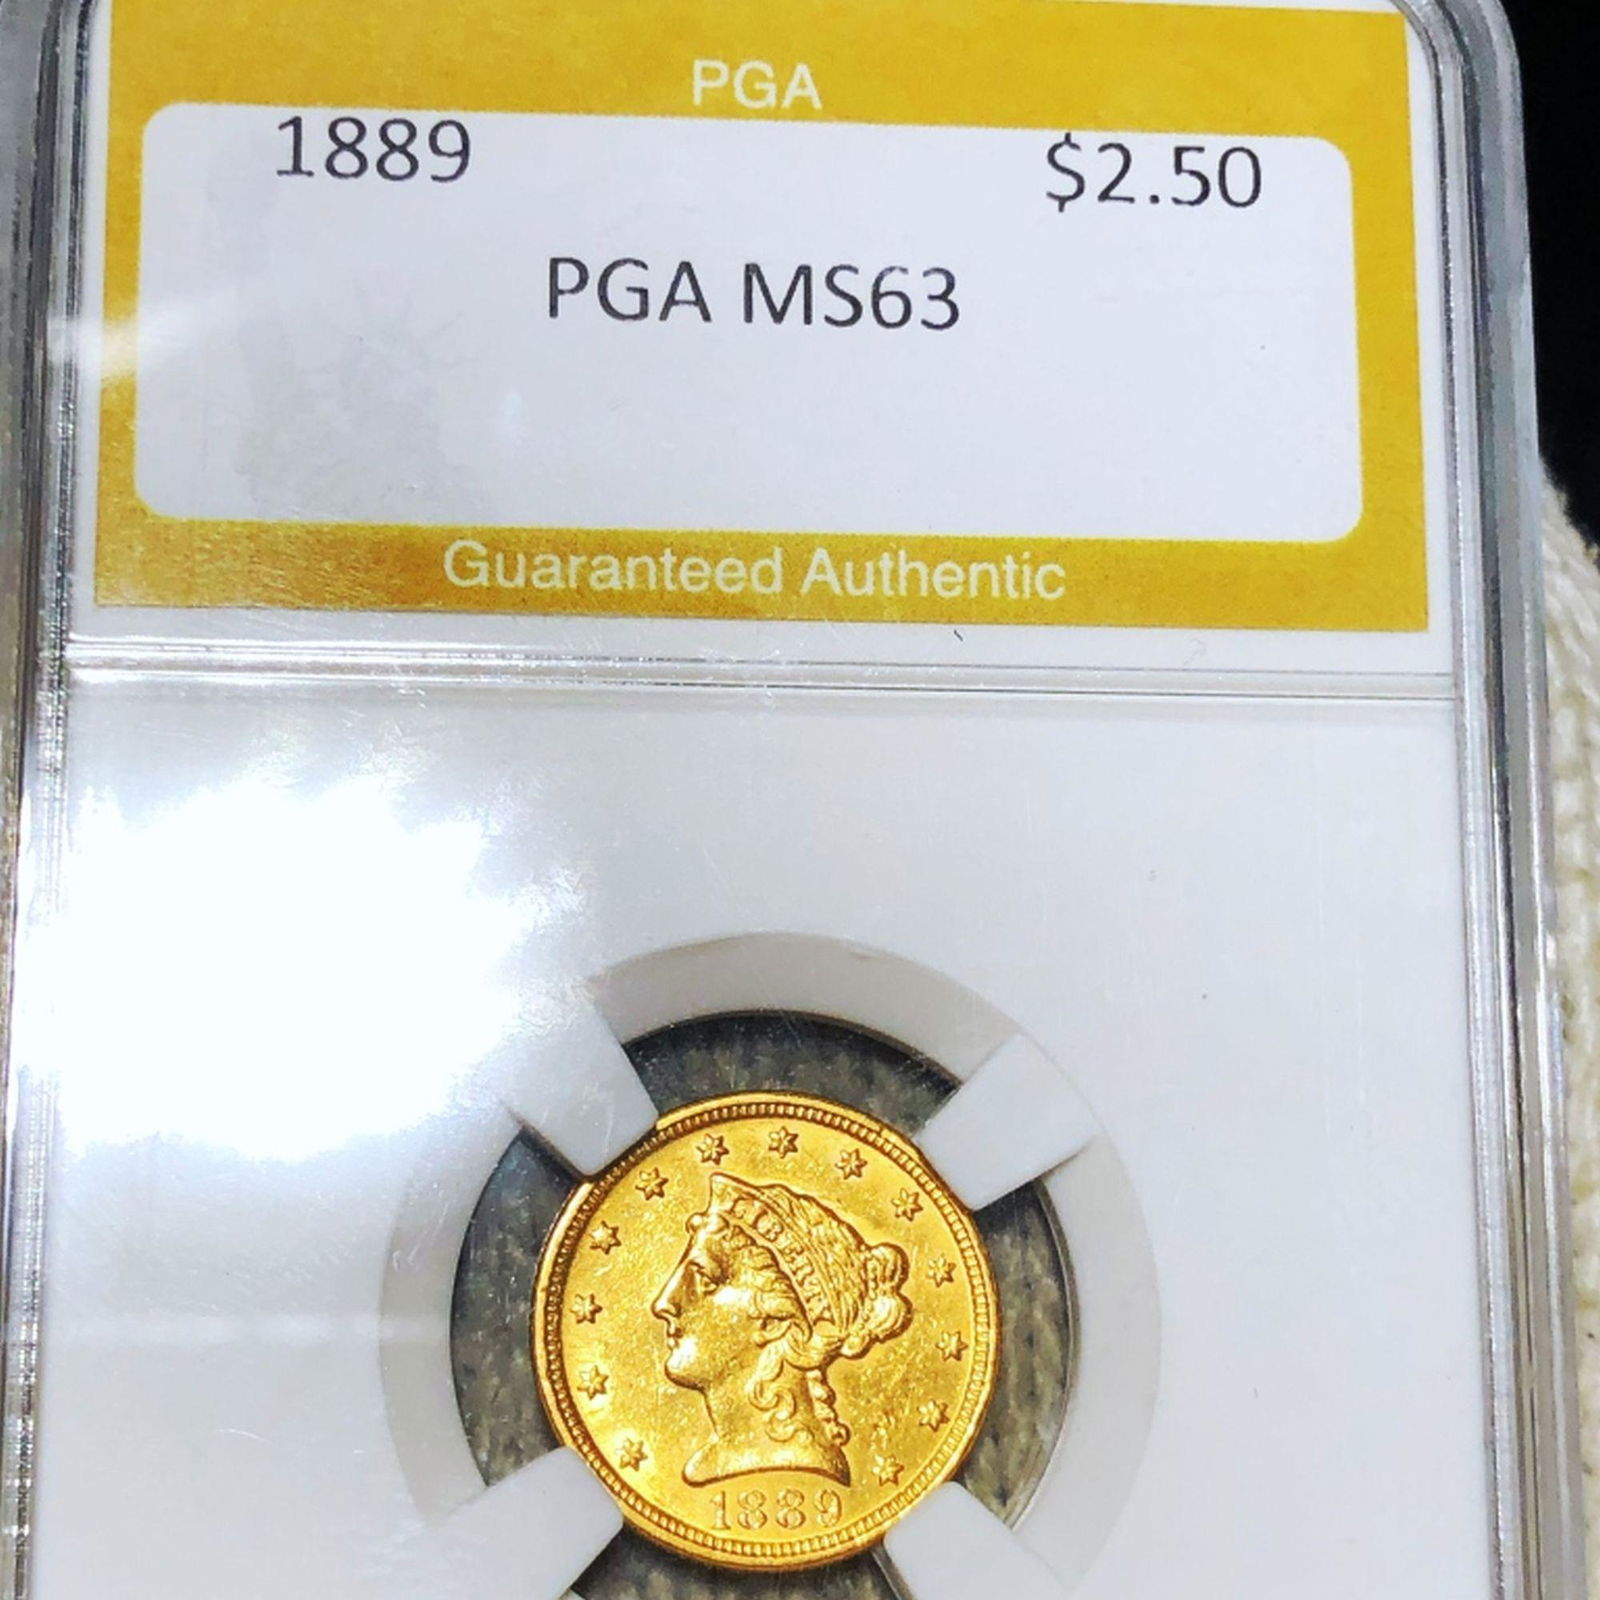 PGA
1889 $2.50
PGA MS63
Guaranteed Authentic
LIBERTY
1889